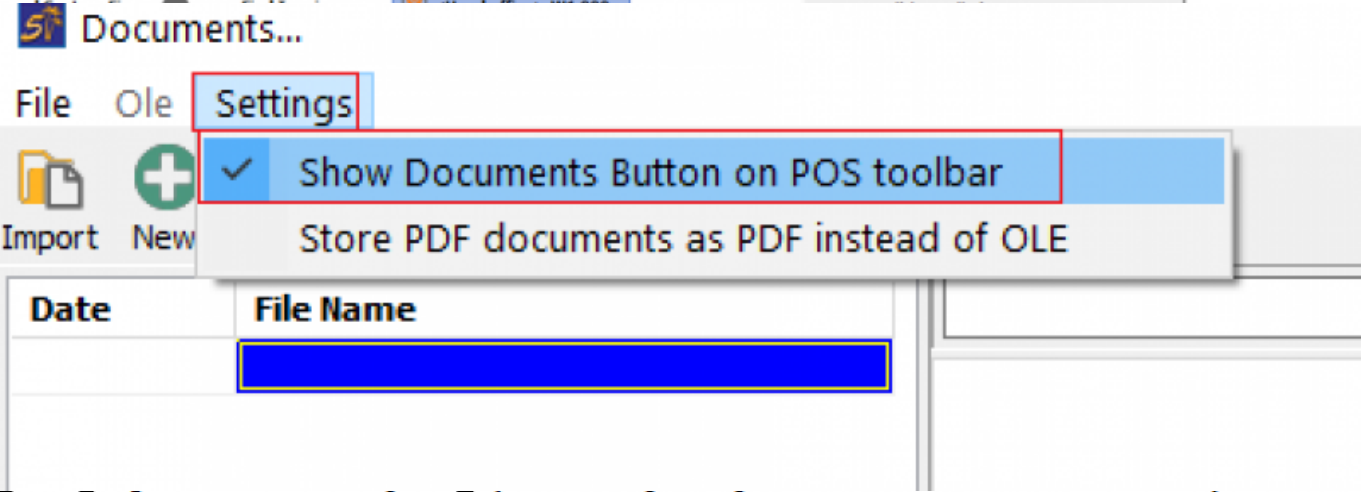 Documents...
File Ole Settings
Show Documents Button on POS toolbar
Import New
Store PDF documents as PDF instead of OLE
Date File Name